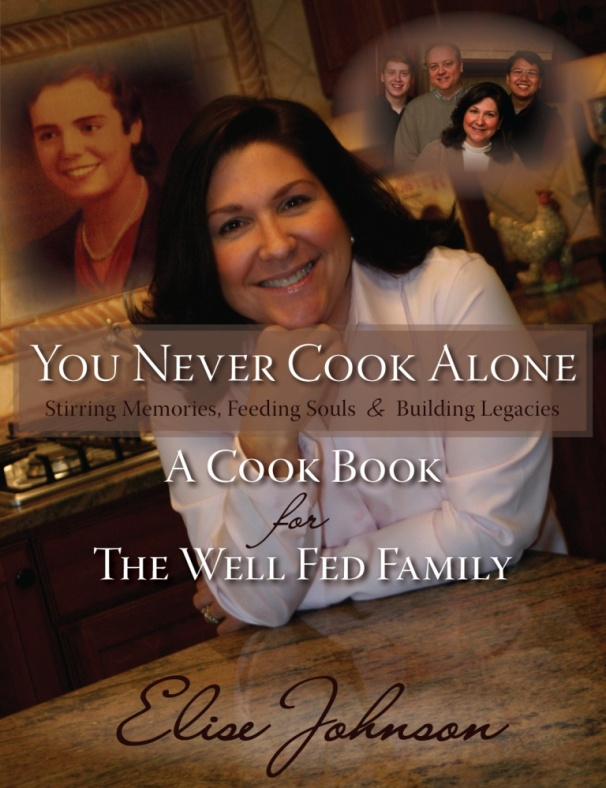 YOU NEVER COOK ALONE
Stirring Memories, Feeding Souls & Building Legacies
A COOK BOOK
for
THE WELL FED FAMILY
Elise Johnson